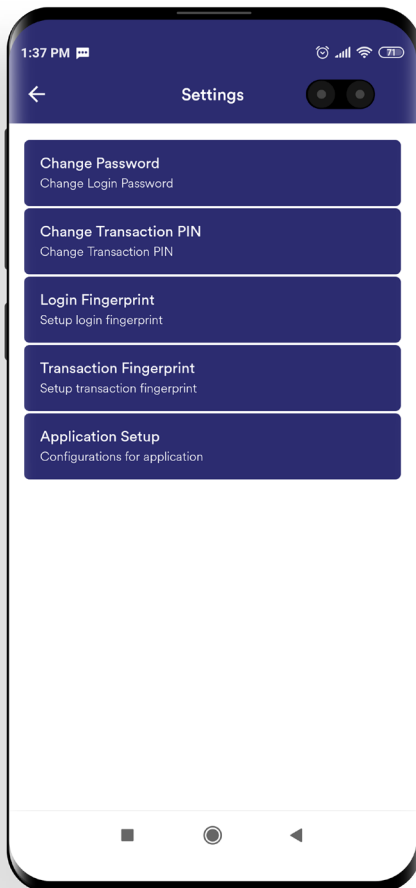 1:37 PM
71
Settings
Change Password
Change Login Password
Change Transaction PIN
Change Transaction PIN
Login Fingerprint
Setup login fingerprint
Transaction Fingerprint
Setup transaction fingerprint
Application Setup
Configurations for application